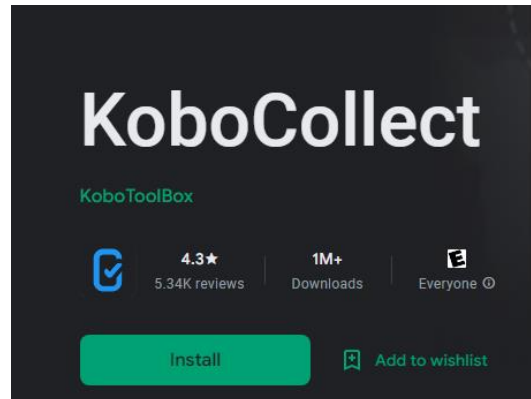 KoboCollect
KoboToolBox
4.3★ 1M+ E
5.34K reviews Downloads Everyone ⓘ
Install Add to wishlist